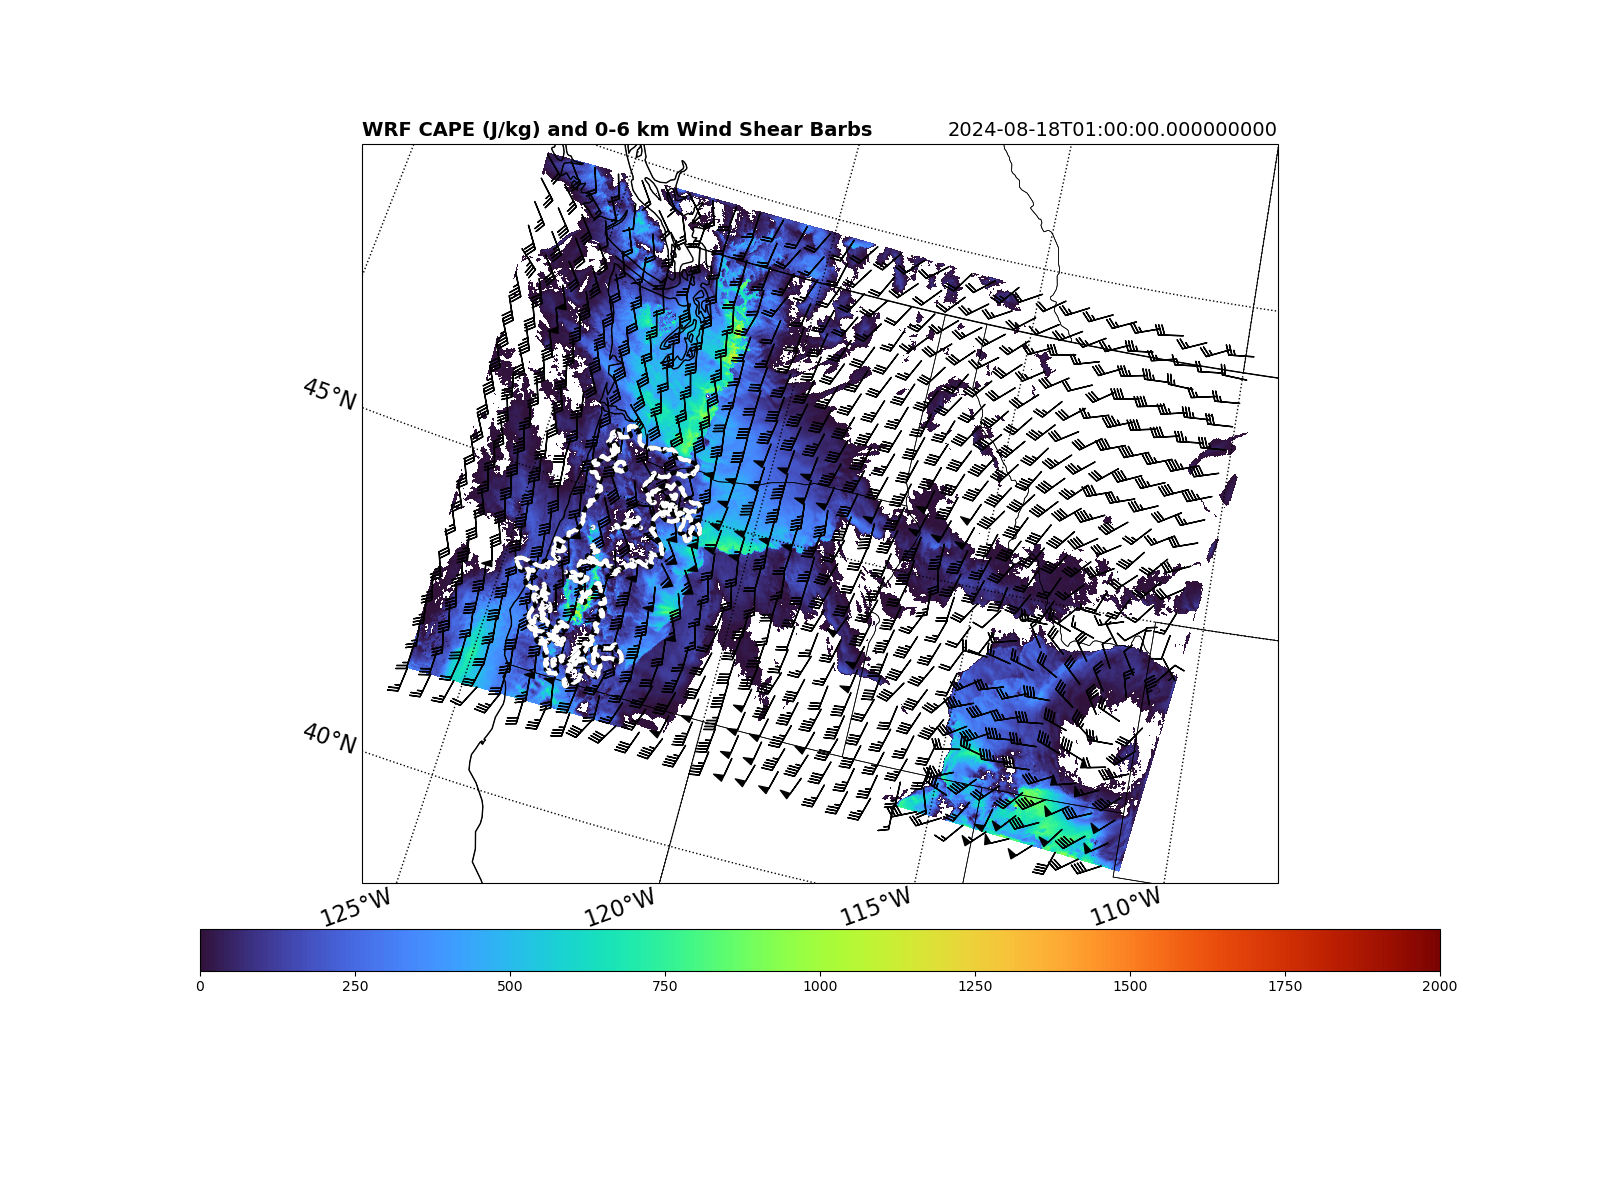 WRF CAPE (J/kg) and 0-6 km Wind Shear Barbs 2024-08-18T01:00:00.000000000
45°N
40°N
125°W 120°W 115°W 110°W
0 250 500 750 1000 1250 1500 1750 2000